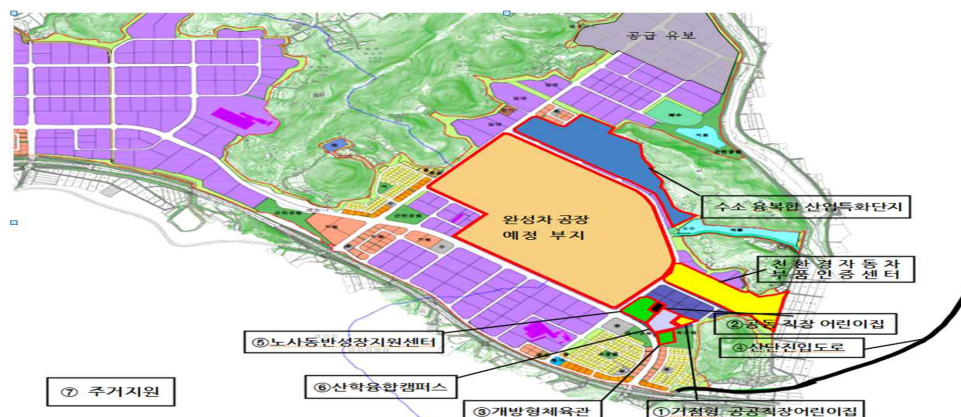 공급 유보
수소 융복합 산업특화단지
완성차 공장
예정 부지
친환경자동차
부품인증센터
②공동 직장 어린이집
⑤노사동반성장지원센터
④산단진입도로
⑥산학융합캠퍼스
⑦ 주거지원
③개방형체육관
①거점형 공공직장어린이집